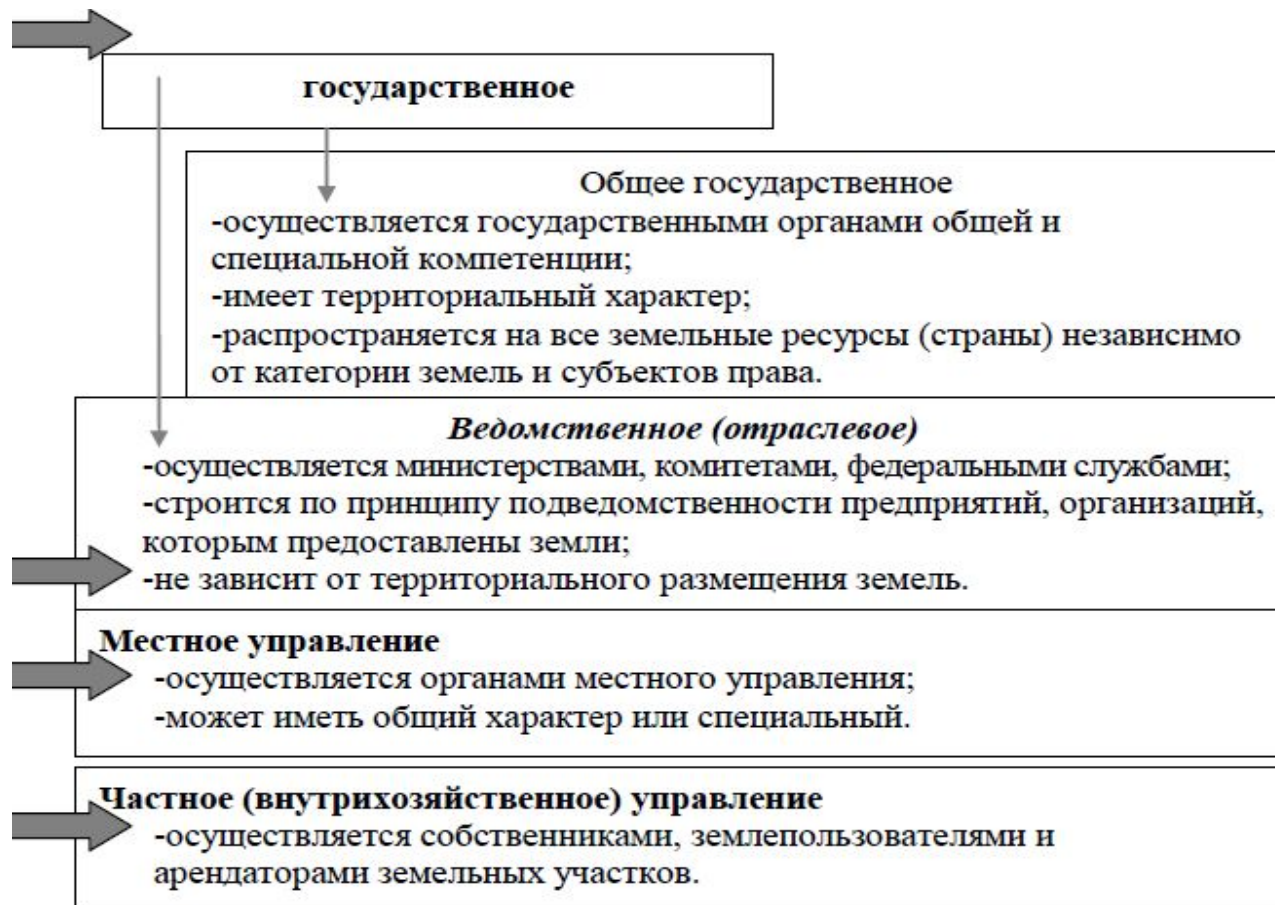 государственное
Общее государственное
-осуществляется государственными органами общей и
специальной компетенции;
-имеет территориальный характер;
-распространяется на все земельные ресурсы (страны) независимо
от категории земель и субъектов права.
Ведомственное (отраслевое)
-осуществляется министерствами, комитетами, федеральными службами;
-строится по принципу подведомственности предприятий, организаций,
которым предоставлены земли;
-не зависит от территориального размещения земель.
Местное управление
-осуществляется органами местного управления;
-может иметь общий характер или специальный.
Частное (внутрихозяйственное) управление
-осуществляется собственниками, землепользователями и
арендаторами земельных участков.